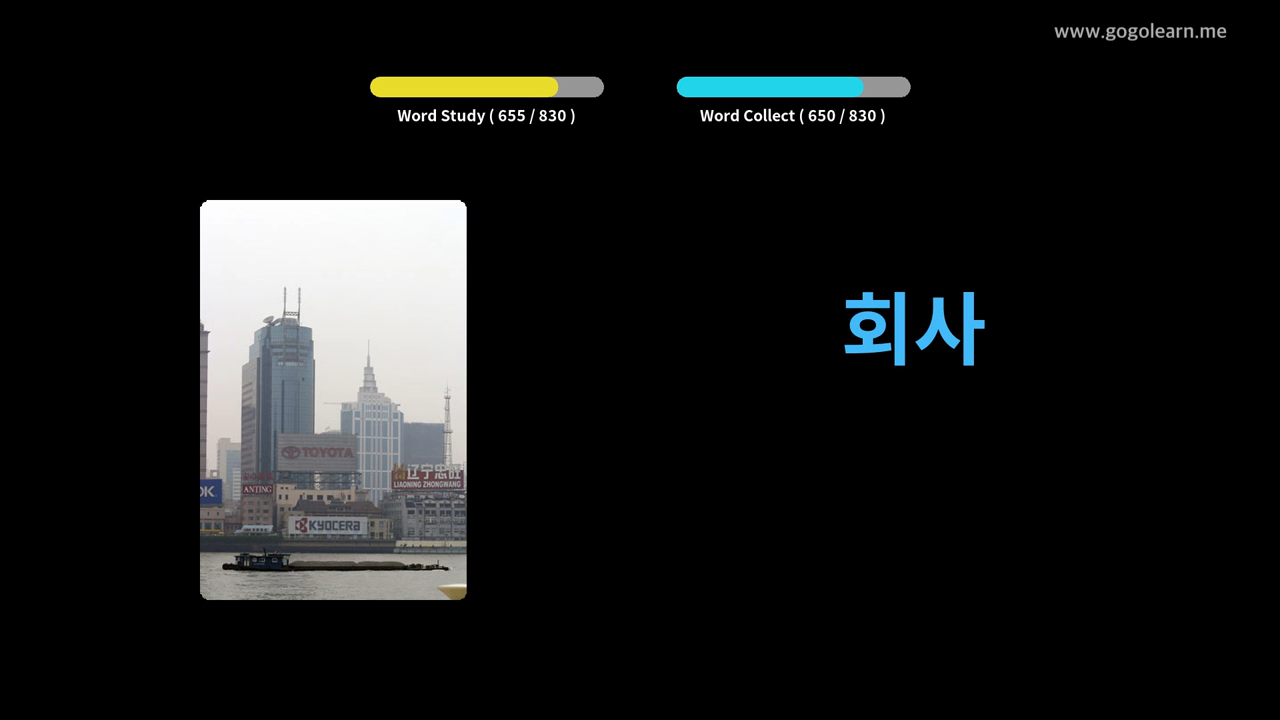 www.gogolearn.me
Word Study ( 655 / 830 )
Word Collect ( 650 / 830 )
회사
TOYOTA
辽宁忠旺
LIAONING ZHONGWANG
OK
ANTING
KYOCERA